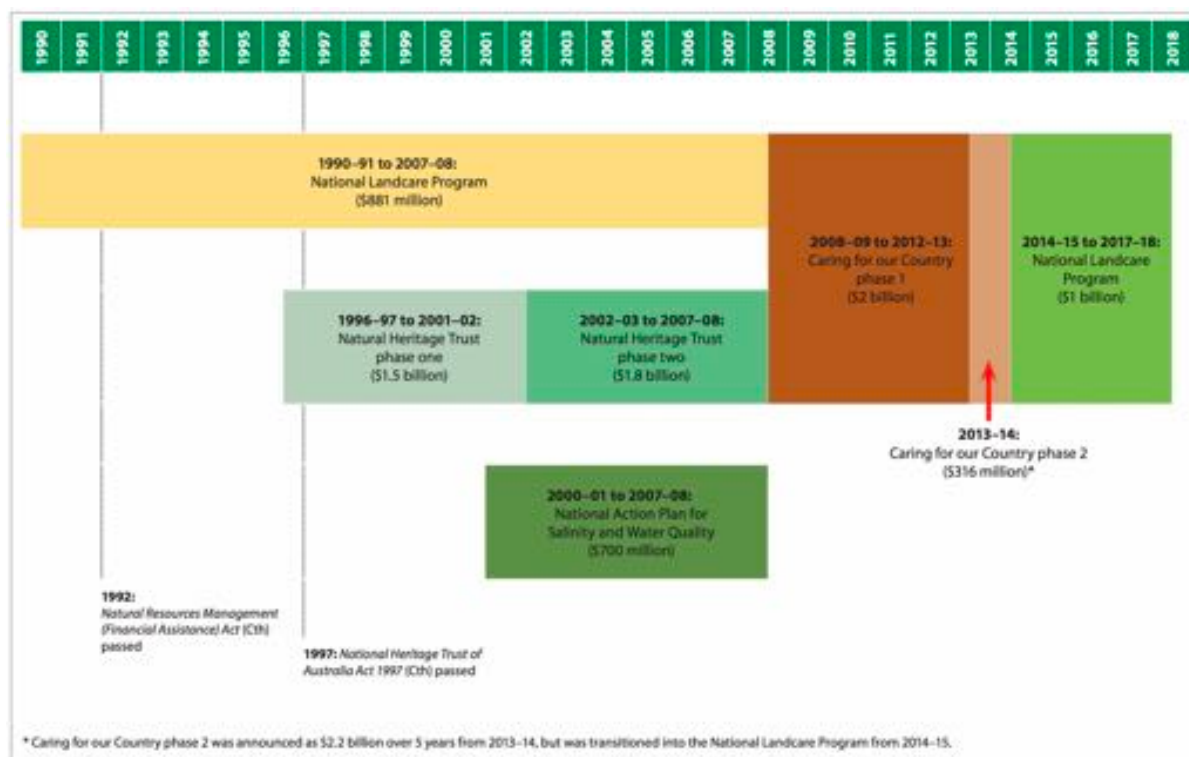 1990 1991 1992 1993 1994 1995 1996 1997 1998 1999 2000 2001 2002 2003 2004 2005 2006 2007 2008 2009 2010 2011 2012 2013 2014 2015 2016 2017 2018
1990–91 to 2007–08:
National Landcare Program
($881 million)
1996–97 to 2001–02:
Natural Heritage Trust
phase one
($1.5 billion)
2002–03 to 2007–08:
Natural Heritage Trust
phase two
($1.8 billion)
2008–09 to 2012–13:
Caring for our Country
phase 1
($2 billion)
2014–15 to 2017–18:
National Landcare
Program
($1 billion)
2013–14:
Caring for our Country phase 2
($316 million)*
2000–01 to 2007–08:
National Action Plan for
Salinity and Water Quality
($700 million)
1992:
Natural Resources Management
(Financial Assistance) Act (Cth)
passed
1997: National Heritage Trust of
Australia Act 1997 (Cth) passed
* Caring for our Country phase 2 was announced as $2.2 billion over 5 years from 2013–14, but was transitioned into the National Landcare Program from 2014–15.